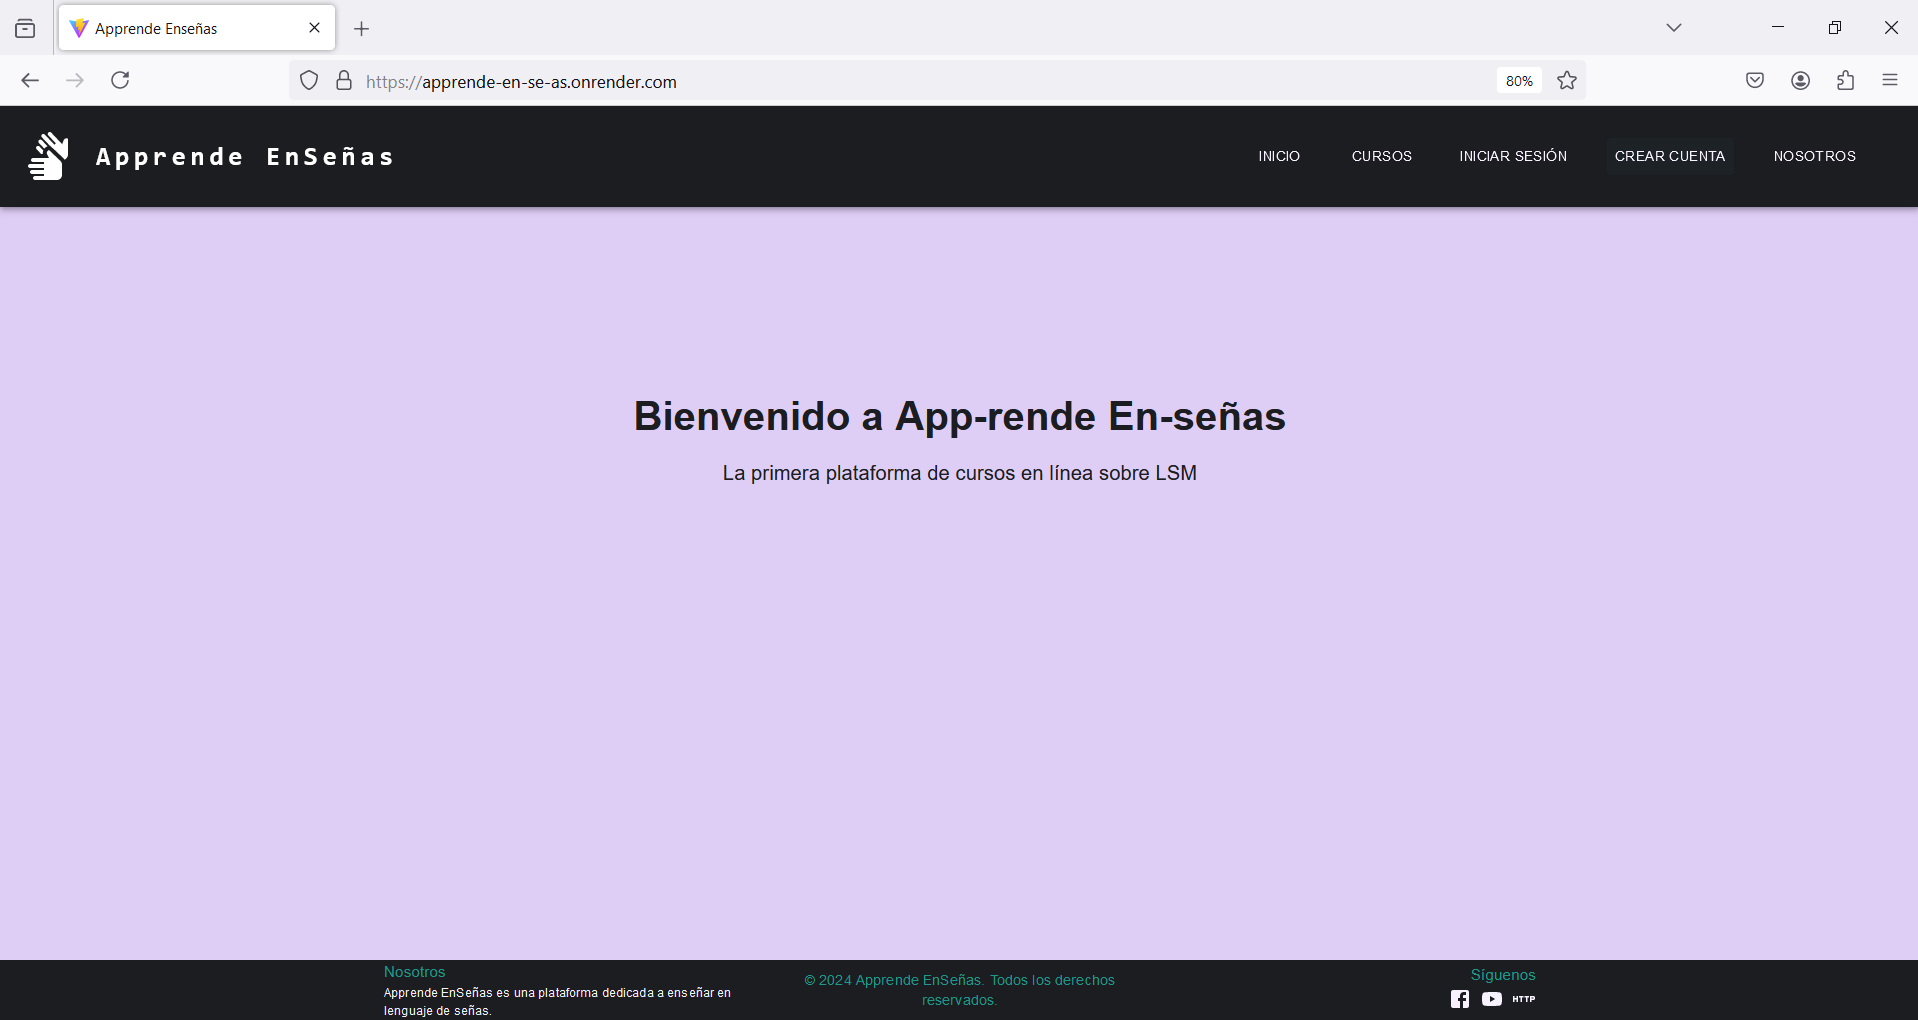 Apprende Enseñas
https://apprende-en-se-as.onrender.com
80%
Apprende EnSeñas
INICIO
CURSOS
INICIAR SESIÓN
CREAR CUENTA
NOSOTROS
Bienvenido a App-rende En-señas
La primera plataforma de cursos en línea sobre LSM
Nosotros
Apprende EnSeñas es una plataforma dedicada a enseñar en
lenguaje de señas.
© 2024 Apprende EnSeñas. Todos los derechos
reservados.
Síguenos
HTTP